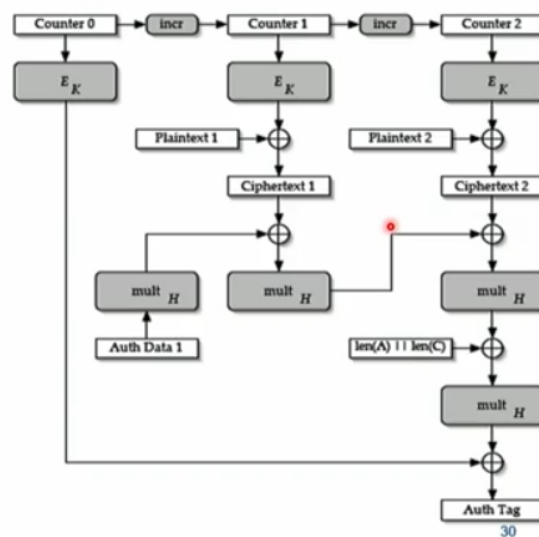 Counter 0 incr Counter 1 incr Counter 2
E K E K E K
Plaintext 1 Plaintext 2
Ciphertext 1 Ciphertext 2
mult H mult H mult H
Auth Data 1 len(A) || len(C)
mult H
Auth Tag
30